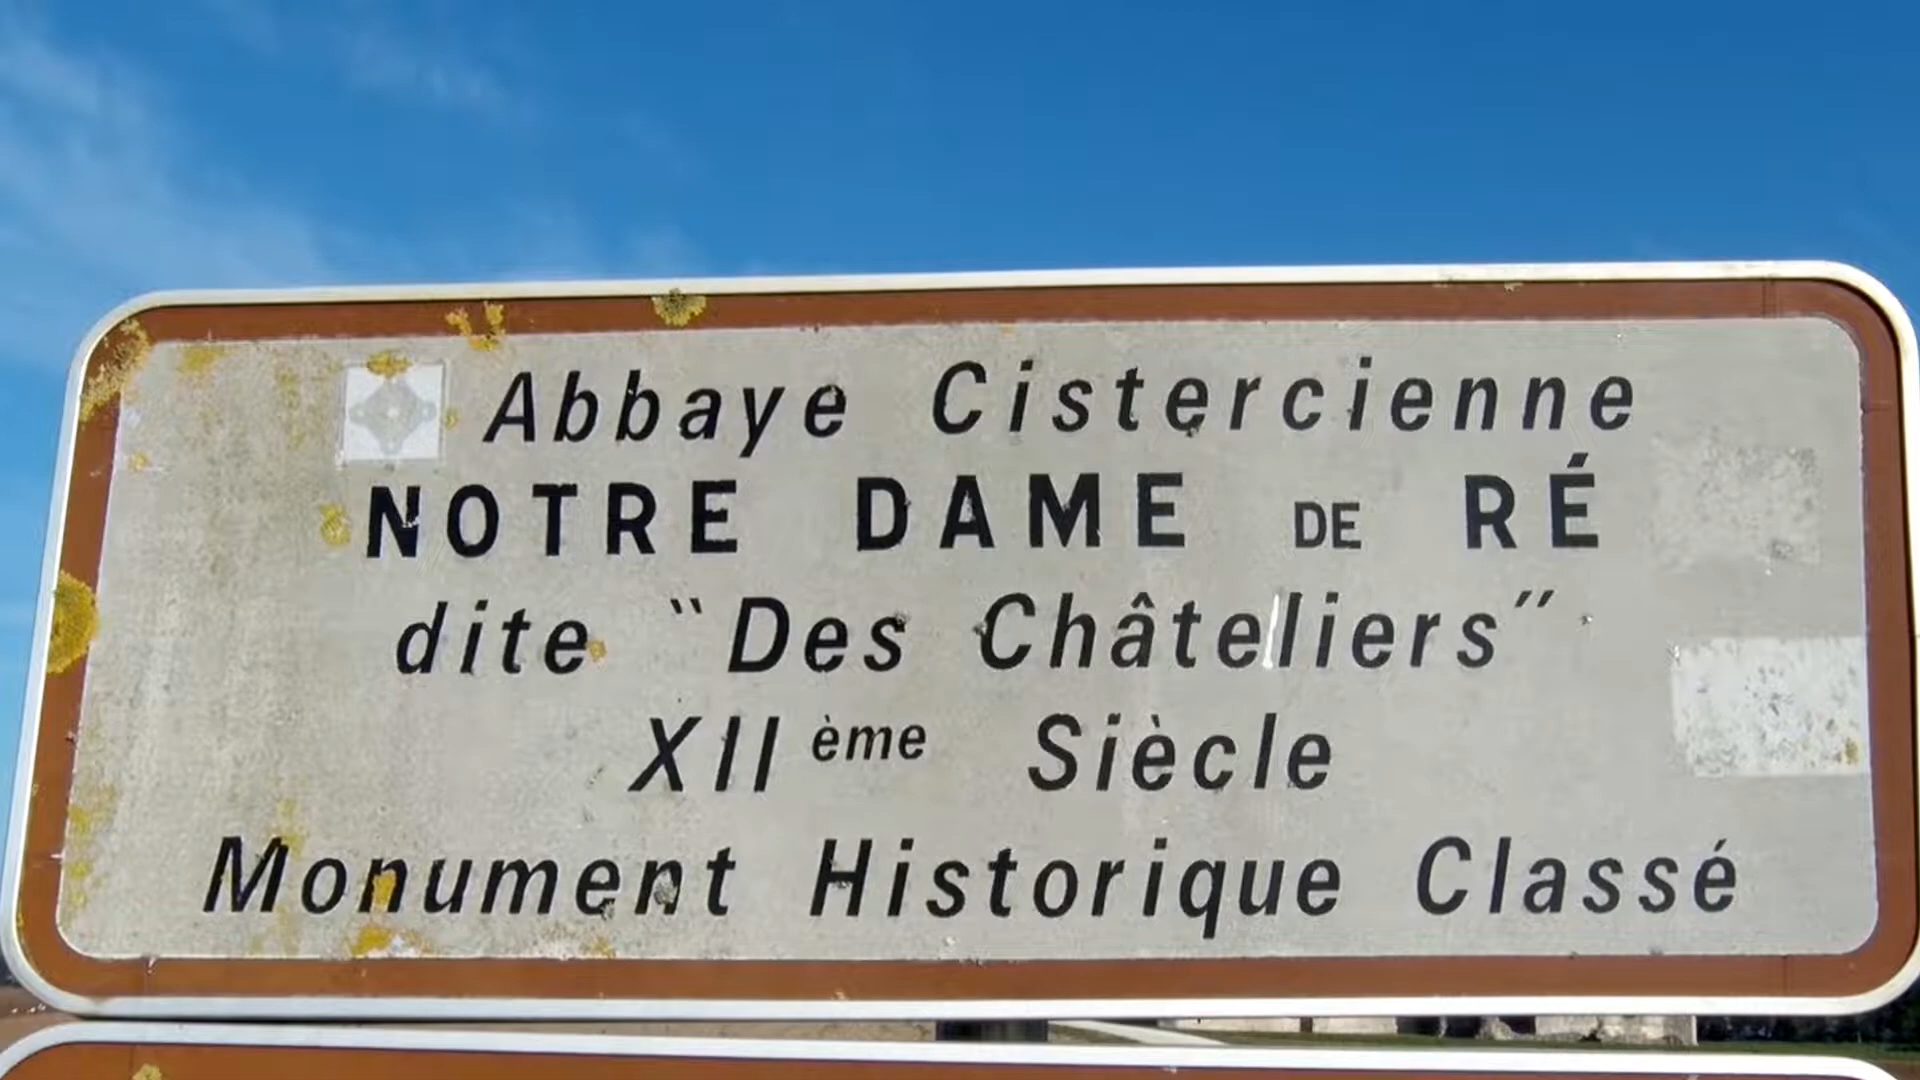 Abbaye Cistercienne
NOTRE DAME DE RÉ
dite "Des Châteliers"
XII ème Siècle
Monument Historique Classé